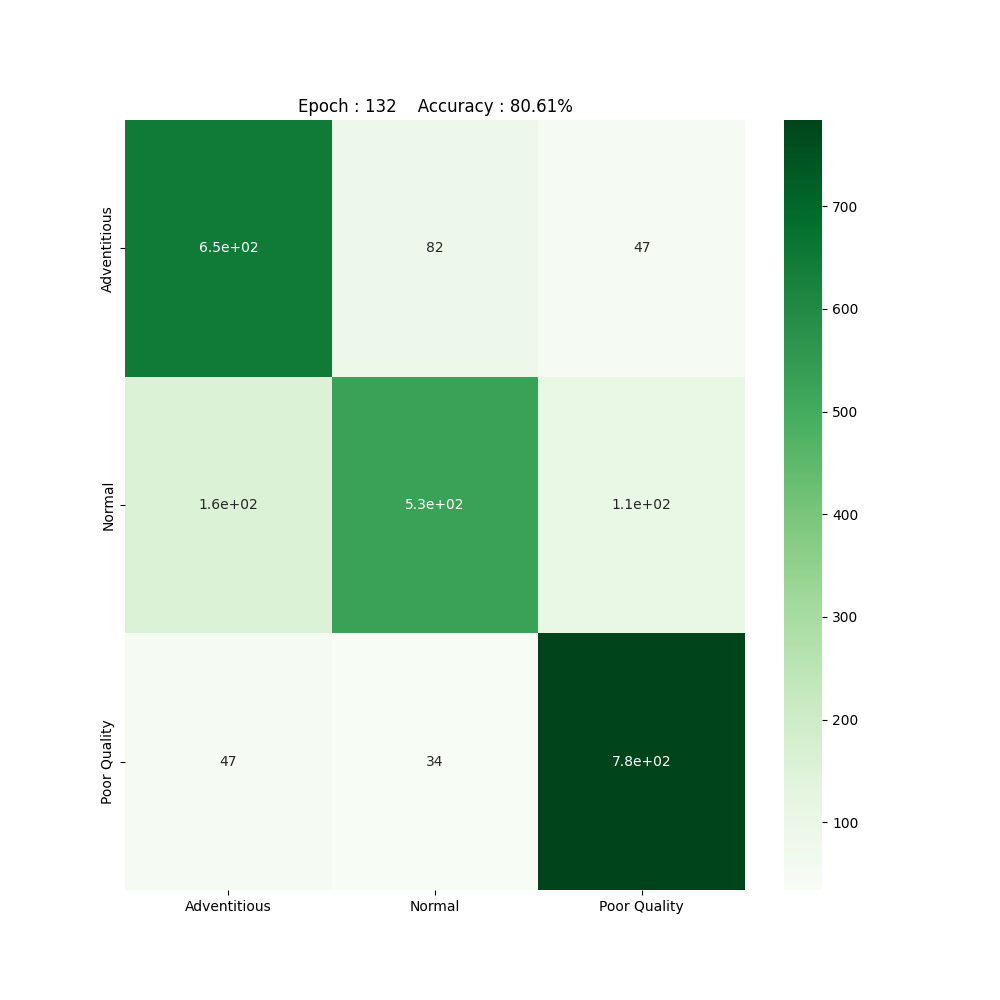 Epoch : 132    Accuracy : 80.61%
Adventitious
6.5e+02 82 47
Normal
1.6e+02 5.3e+02 1.1e+02
Poor Quality
47 34 7.8e+02
Adventitious Normal Poor Quality
700
600
500
400
300
200
100